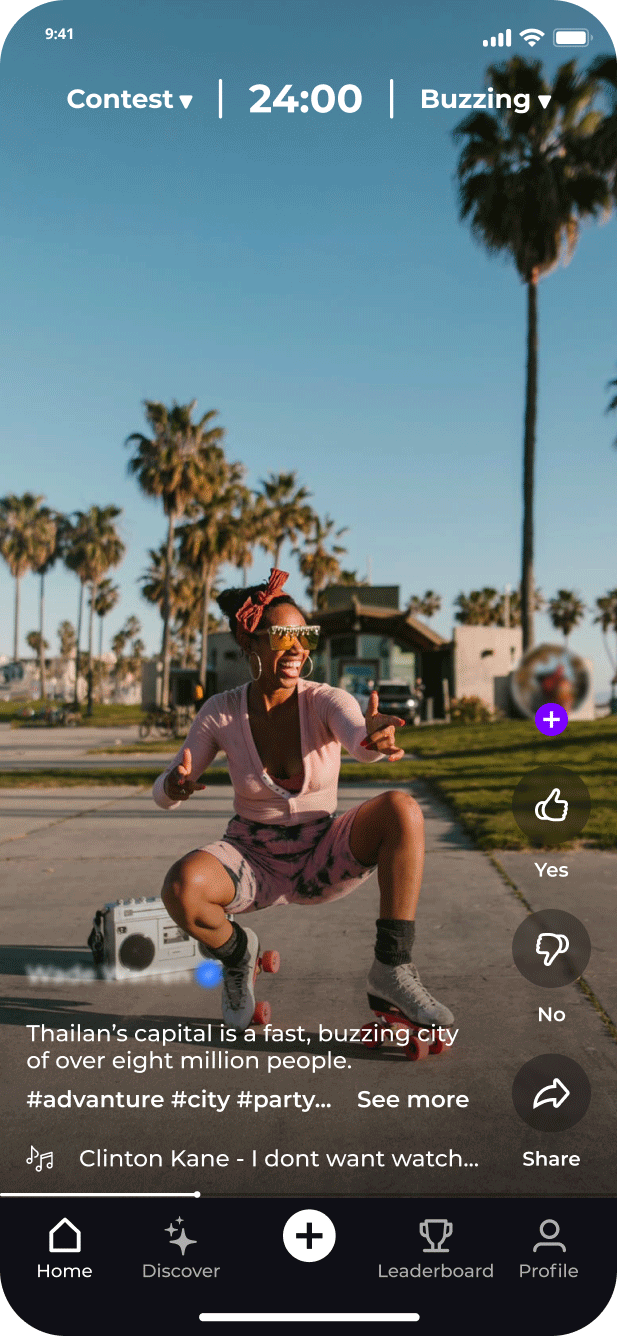 9:41
Contest ▾ | 24:00 | Buzzing ▾
Yes
No
Thailan’s capital is a fast, buzzing city
of over eight million people.
#advanture #city #party... See more
Clinton Kane - I dont want watch...
Share
Home Discover Leaderboard Profile